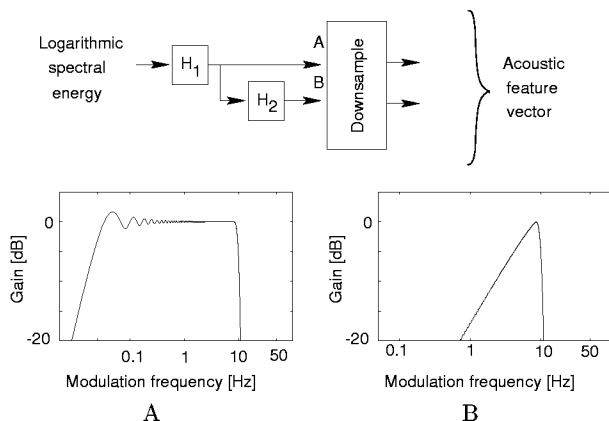 Logarithmic
spectral
energy
H1
H2
A
B
Downsample
Acoustic
feature
vector
Gain [dB]
0
-20
0.1
1
10
50
Modulation frequency [Hz]
A
Gain [dB]
0
-20
0.1
1
10
50
Modulation frequency [Hz]
B